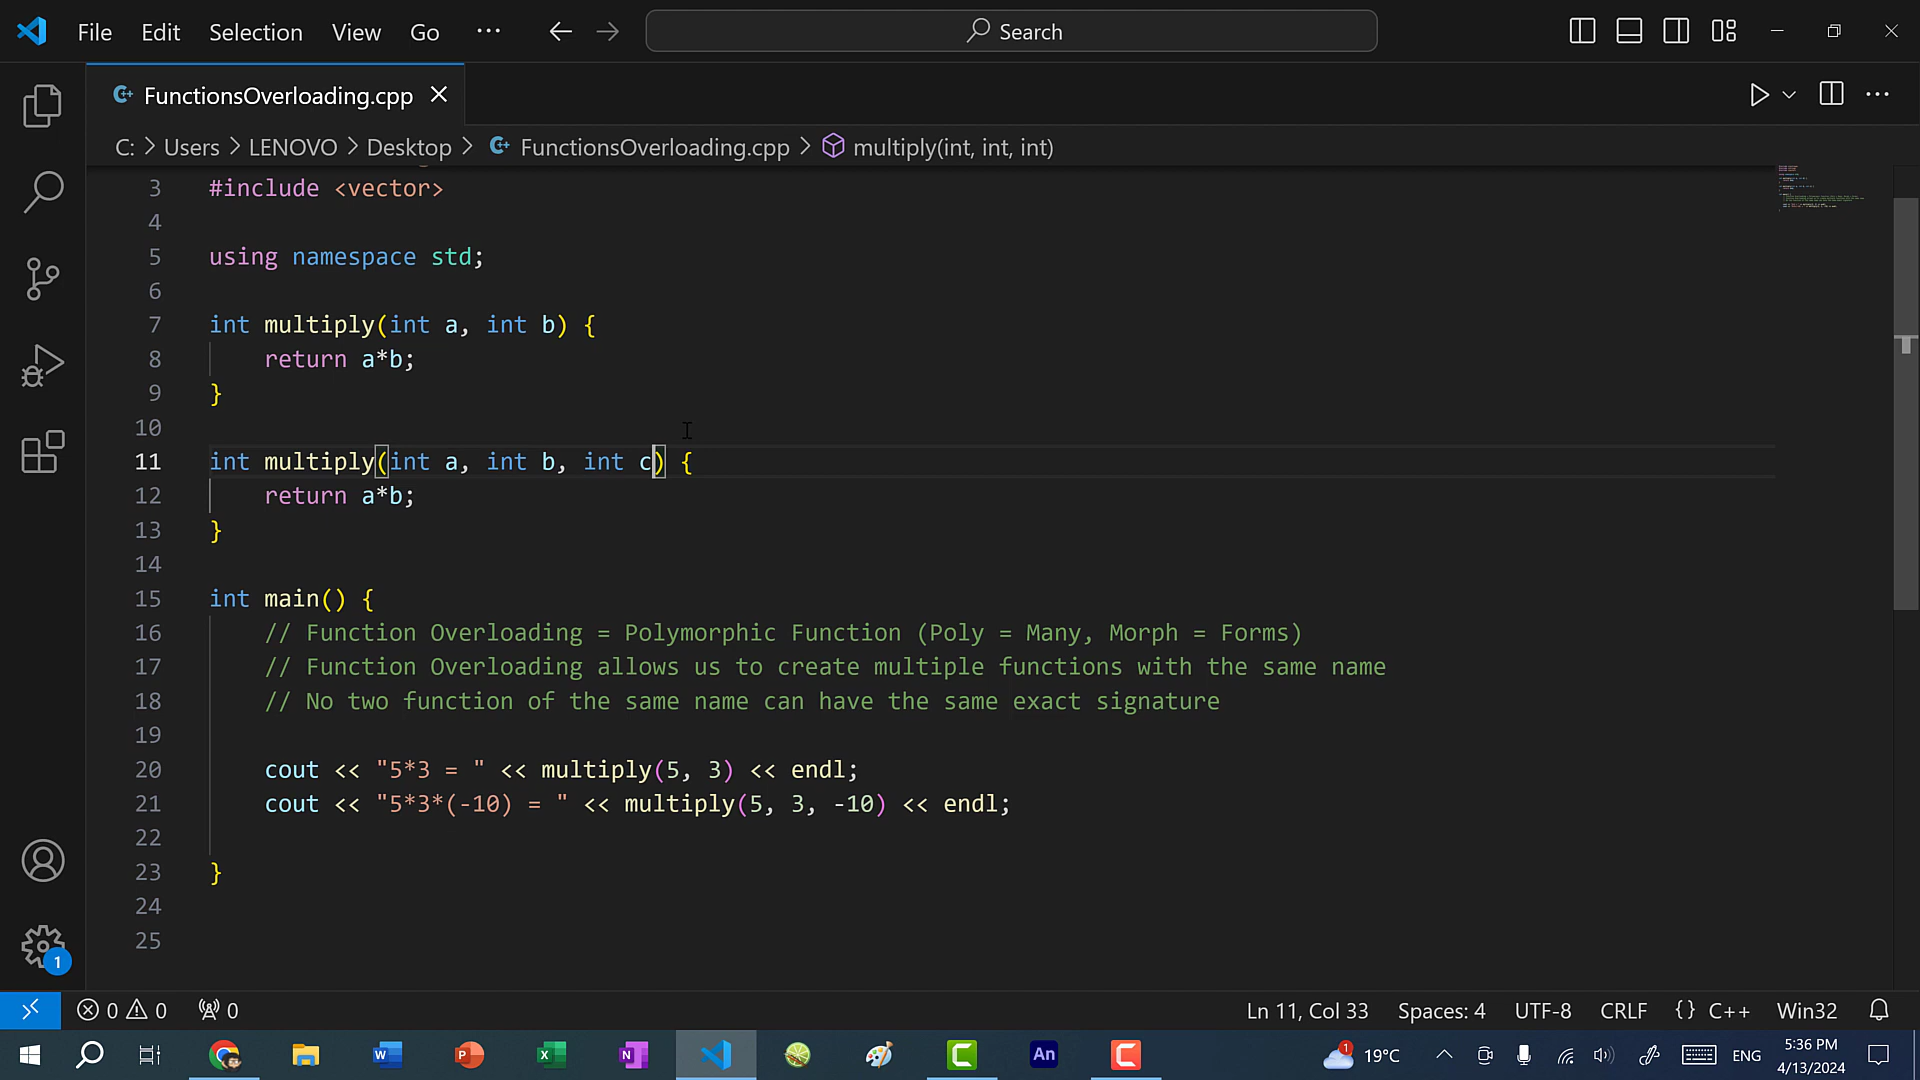 File Edit Selection View Go ··· Search
FunctionsOverloading.cpp
C: > Users > LENOVO > Desktop > FunctionsOverloading.cpp > multiply(int, int, int)
3 #include <vector>
4
5 using namespace std;
6
7 int multiply(int a, int b) {
8 return a*b;
9 }
10
11 int multiply(int a, int b, int c) {
12 return a*b;
13 }
14
15 int main() {
16 // Function Overloading = Polymorphic Function (Poly = Many, Morph = Forms)
17 // Function Overloading allows us to create multiple functions with the same name
18 // No two function of the same name can have the same exact signature
19
20 cout << "5*3 = " << multiply(5, 3) << endl;
21 cout << "5*3*(-10) = " << multiply(5, 3, -10) << endl;
22
23 }
24
25
1
0 0 0 Ln 11, Col 33 Spaces: 4 UTF-8 CRLF {} C++ Win32
W P X N An 1 19°C ENG 5:36 PM
4/13/2024